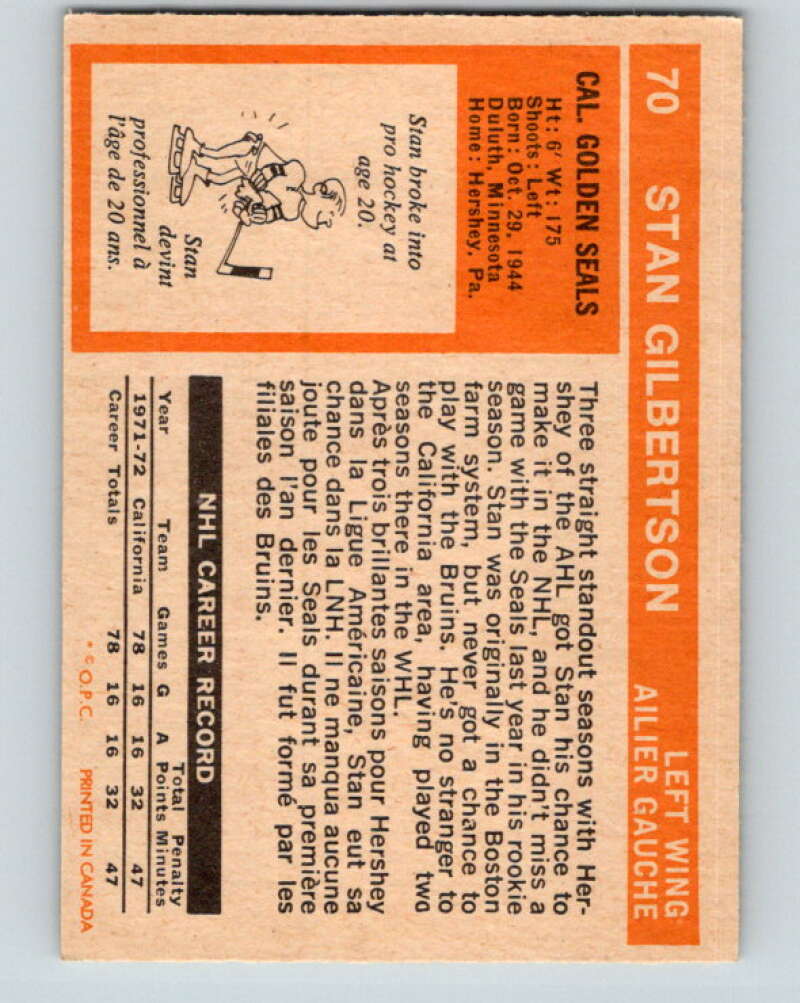 70 STAN GILBERTSON
LEFT WING
AILIER GAUCHE
CAL. GOLDEN SEALS
Ht: 6' Wt: 175
Shoots: Left
Born: Oct. 29, 1944
Duluth, Minnesota
Home: Hershey, Pa.
Stan broke into
pro hockey at
age 20.
Stan
devint
professionnel à
l'âge de 20 ans.
Three straight standout seasons with Her-
shey of the AHL got Stan his chance to
make it in the NHL, and he didn't miss a
game with the Seals last year in his rookie
season. Stan was originally in the Boston
farm system, but never got a chance to
play with the Bruins. He's no stranger to
the California area, having played two
seasons there in the WHL.
Après trois brillantes saisons pour Hershey
dans la Ligue Américaine, Stan eut sa
chance dans la LNH. Il ne manqua aucune
joute pour les Seals durant sa première
saison l'an dernier. Il fut formé par les
filiales des Bruins.
NHL CAREER RECORD
Total Penalty
Year Team Games G A Points Minutes
1971-72 California 78 16 16 32 47
Career Totals 78 16 16 32 47
* © O.P.C. PRINTED IN CANADA